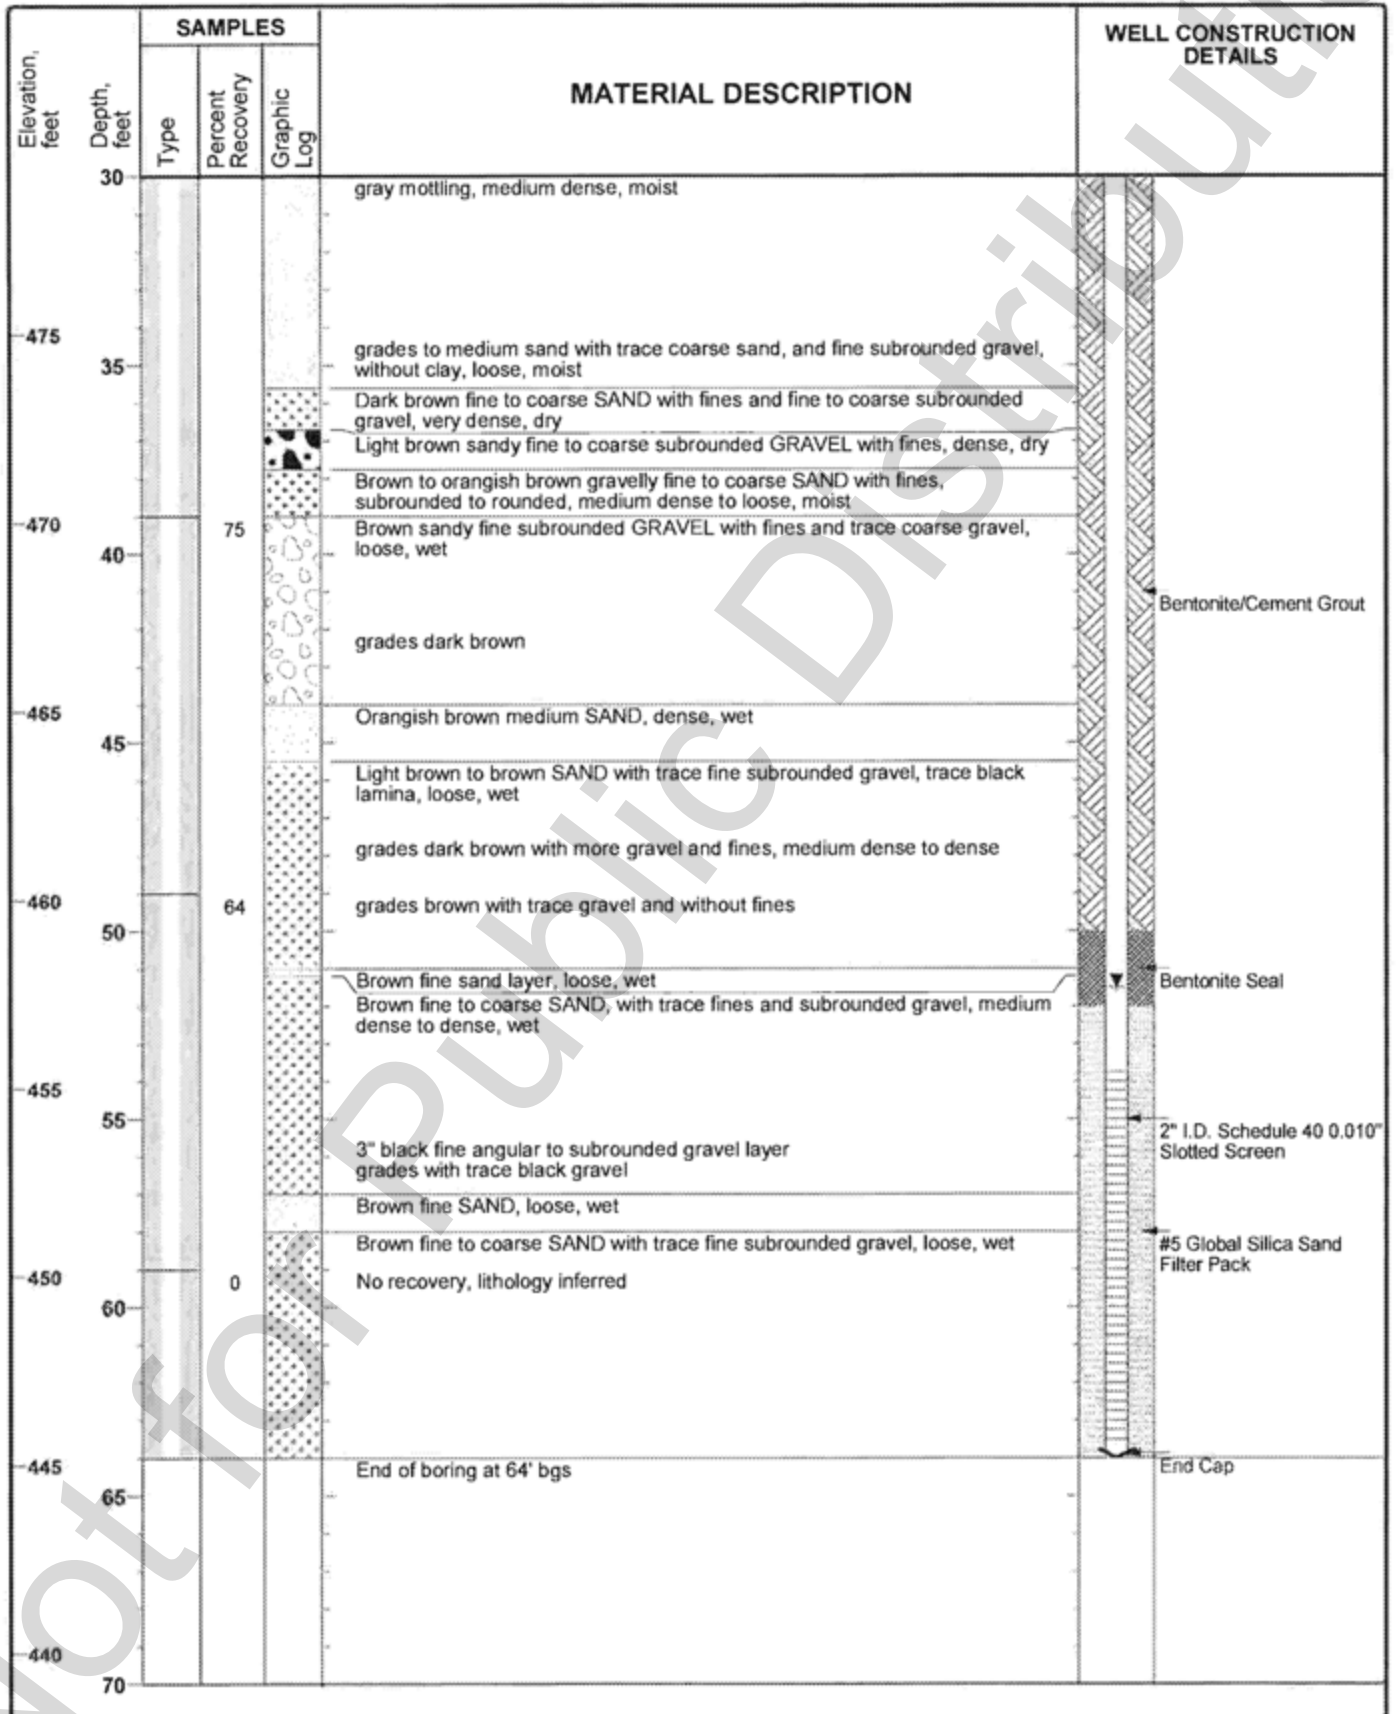 SAMPLES
WELL CONSTRUCTION
DETAILS
Elevation,
feet
Depth,
feet
Type
Percent
Recovery
Graphic
Log
MATERIAL DESCRIPTION
30
gray mottling, medium dense, moist
475
grades to medium sand with trace coarse sand, and fine subrounded gravel,
35
without clay, loose, moist
Dark brown fine to coarse SAND with fines and fine to coarse subrounded
gravel, very dense, dry
Light brown sandy fine to coarse subrounded GRAVEL with fines, dense, dry
Brown to orangish brown gravelly fine to coarse SAND with fines,
subrounded to rounded, medium dense to loose, moist
470
75
Brown sandy fine subrounded GRAVEL with fines and trace coarse gravel,
40
loose, wet
Bentonite/Cement Grout
grades dark brown
465
Orangish brown medium SAND, dense, wet
45
Light brown to brown SAND with trace fine subrounded gravel, trace black
lamina, loose, wet
grades dark brown with more gravel and fines, medium dense to dense
460
64
grades brown with trace gravel and without fines
50
Brown fine sand layer, loose, wet
Bentonite Seal
Brown fine to coarse SAND, with trace fines and subrounded gravel, medium
dense to dense, wet
455
55
2" I.D. Schedule 40 0.010"
Slotted Screen
3" black fine angular to subrounded gravel layer
grades with trace black gravel
Brown fine SAND, loose, wet
Brown fine to coarse SAND with trace fine subrounded gravel, loose, wet
#5 Global Silica Sand
Filter Pack
450
0
No recovery, lithology inferred
60
445
End of boring at 64' bgs
End Cap
65
440
70
Not for Public Distributi